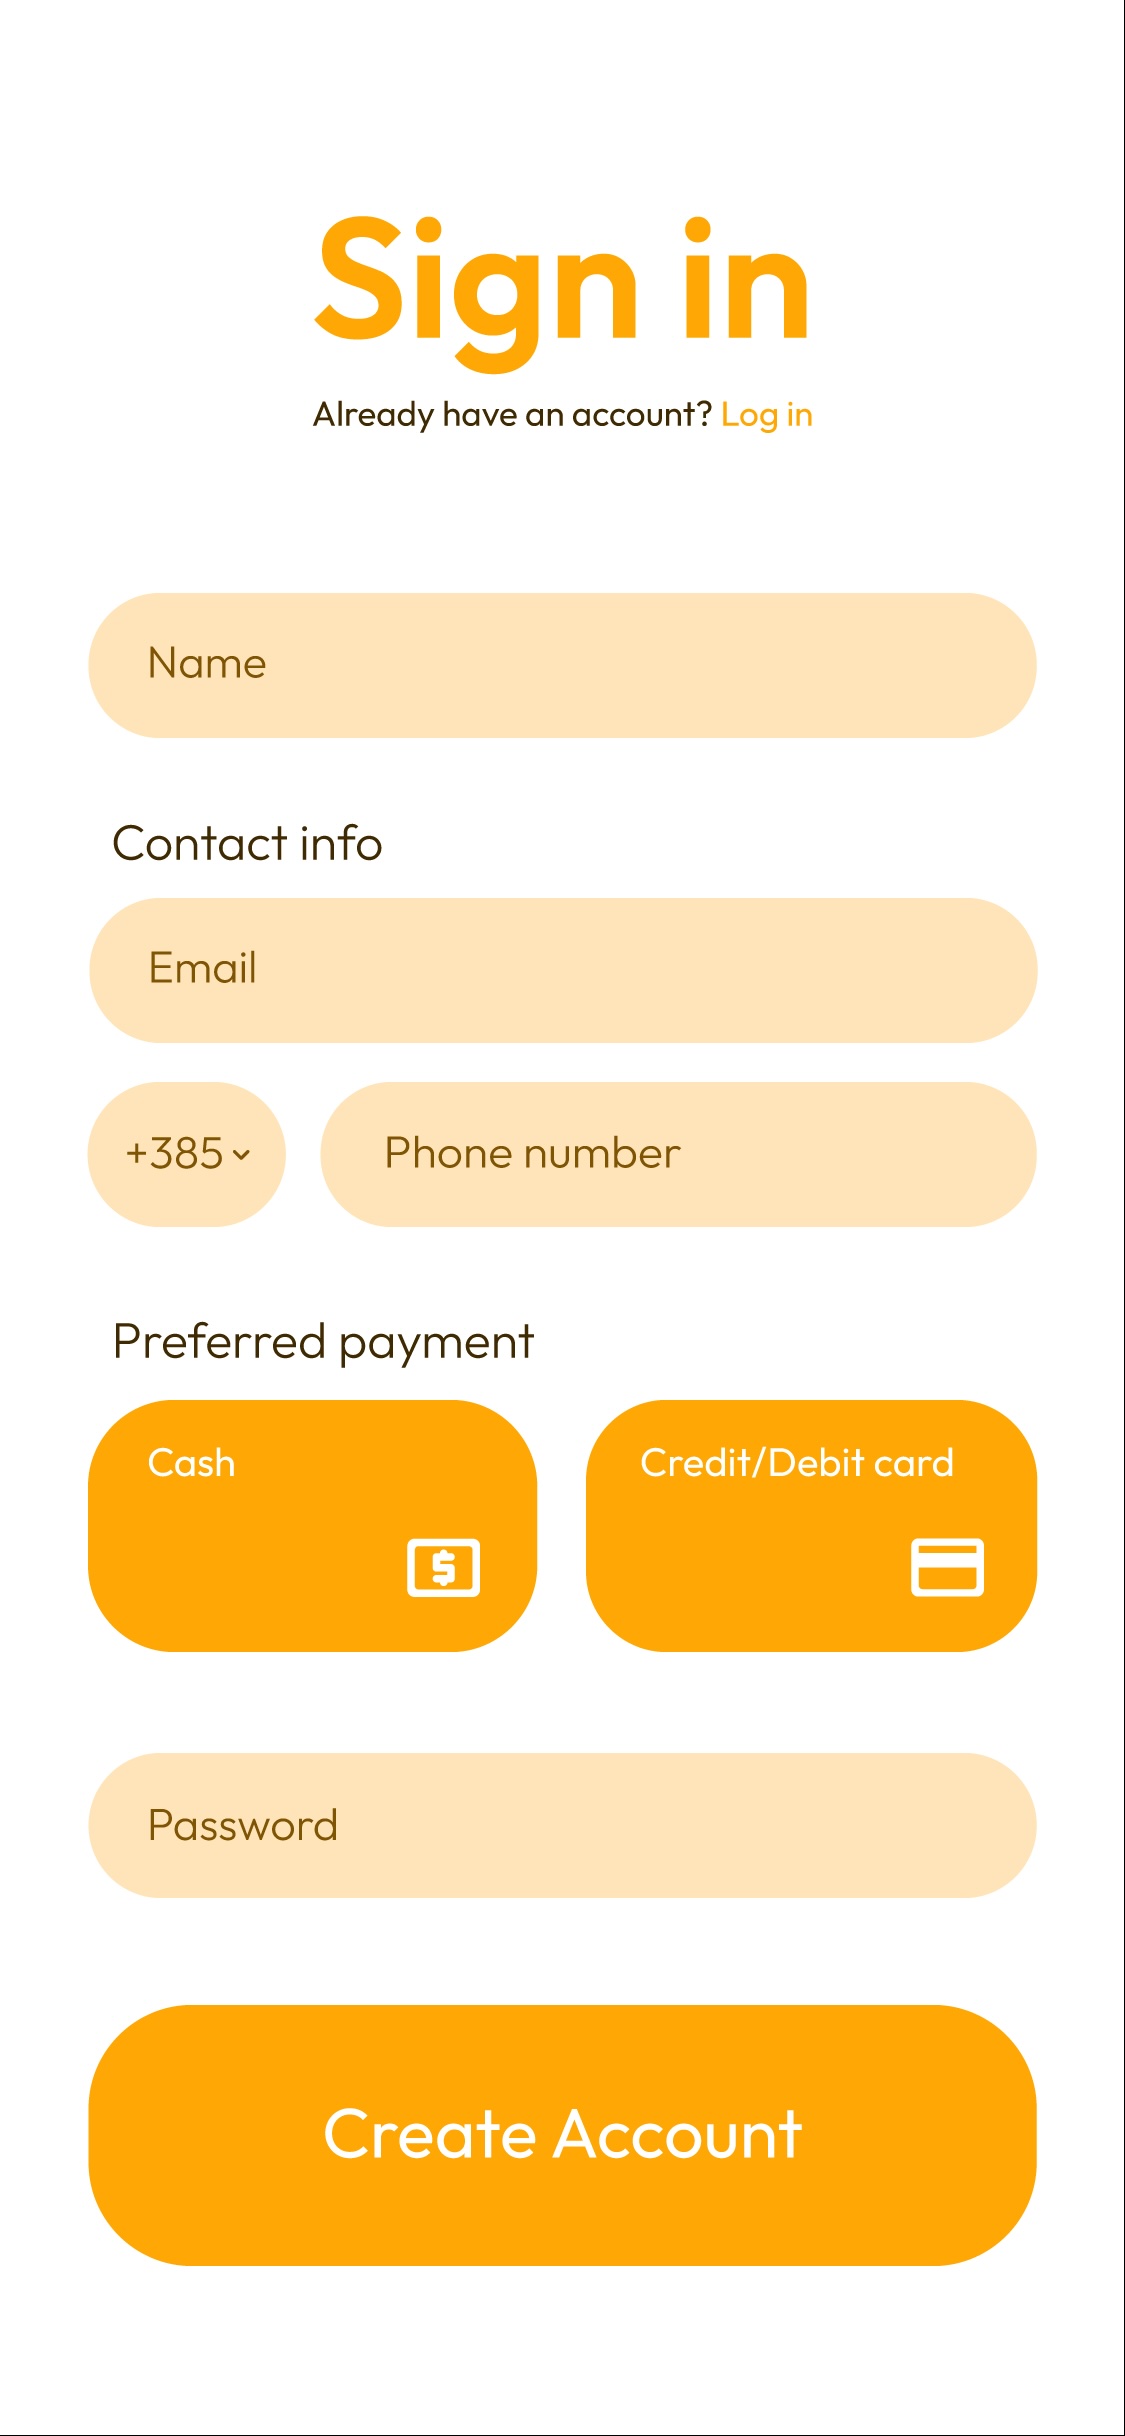 Sign in
Already have an account? Log in
Name
Contact info
Email
+385
Phone number
Preferred payment
Cash
Credit/Debit card
Password
Create Account